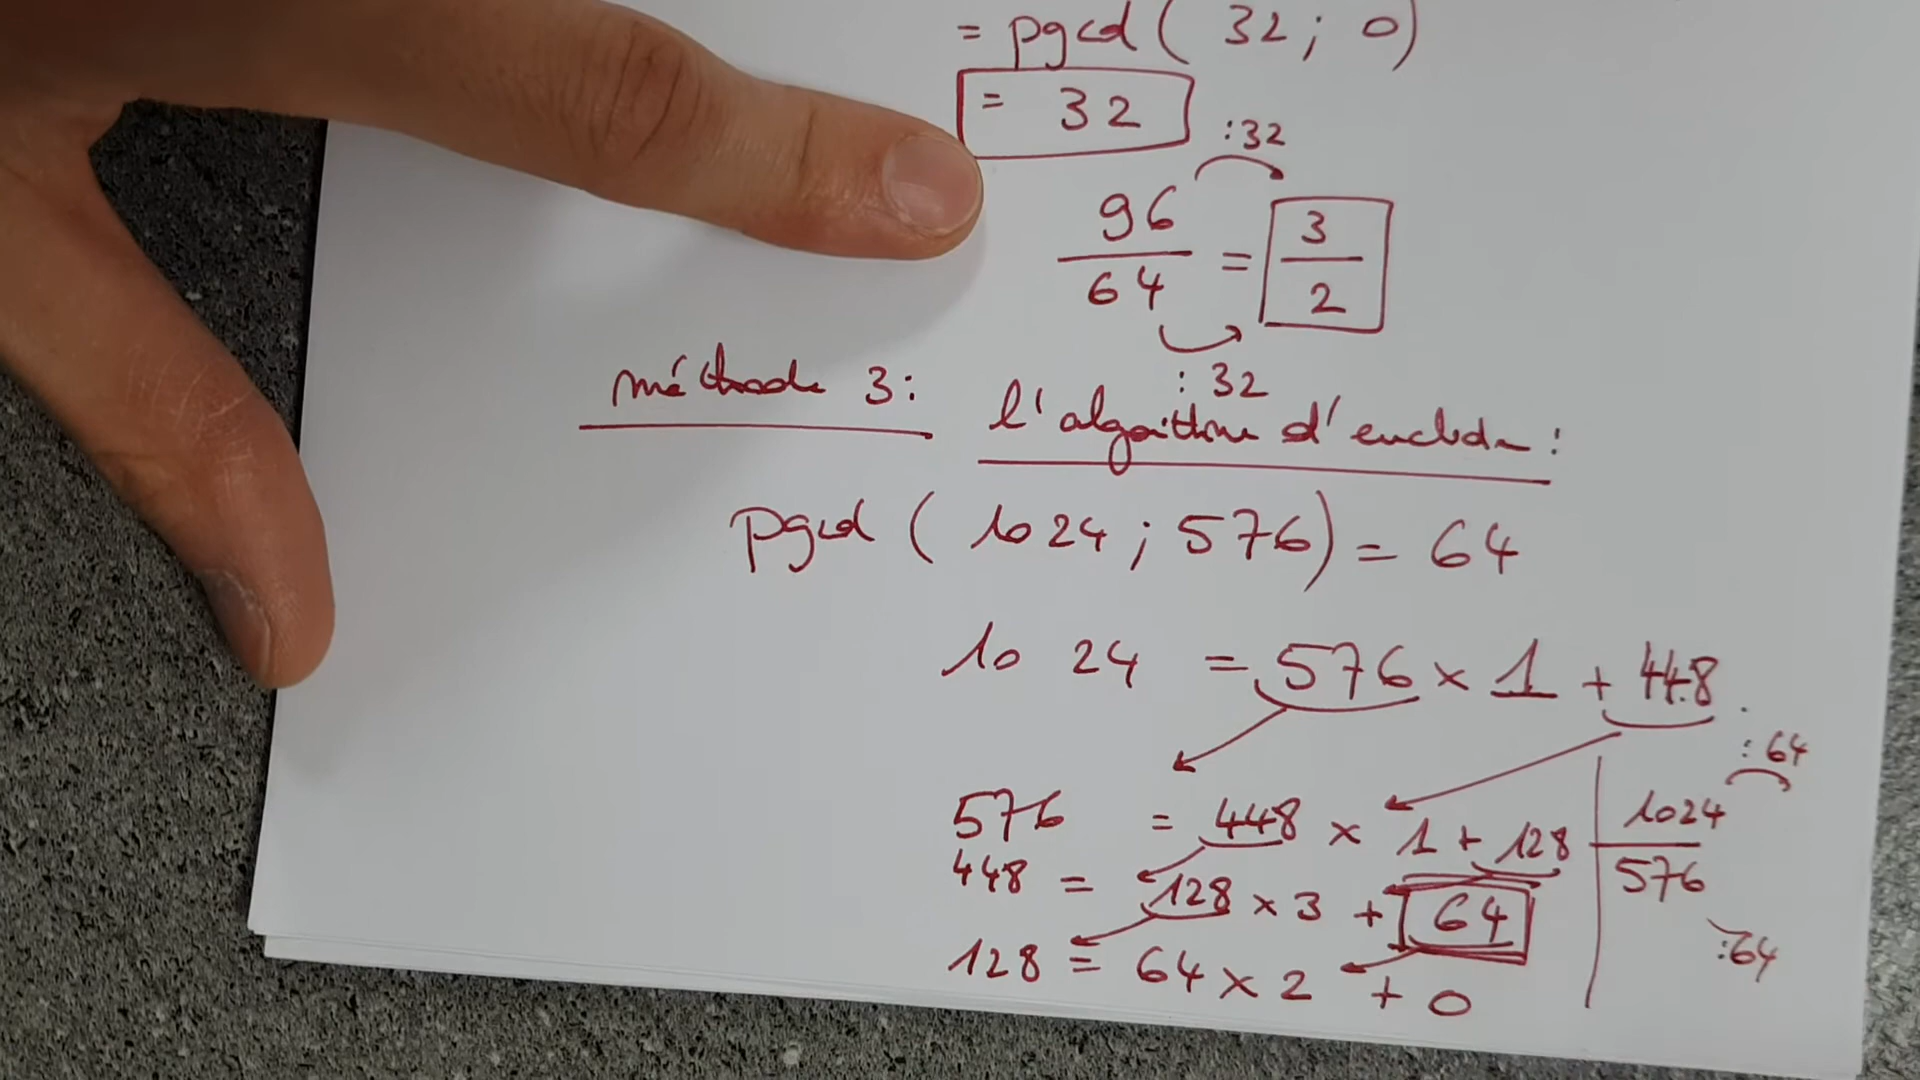 = pgcd ( 32 ; 0)
= 32
:32
96/64 = 3/2
: 32
méthode 3: l'algorithme d'euclide :
pgcd ( 1024 ; 576) = 64
1024 = 576 x 1 + 448
576 = 448 x 1 + 128
448 = 128 x 3 + 64
128 = 64 x 2 + 0
:64
1024/576
:64